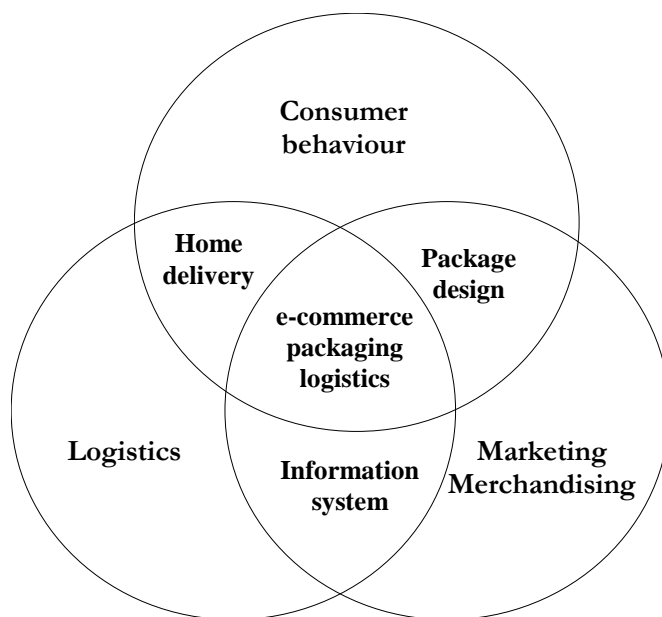 Consumer
behaviour
Home
delivery
Package
design
e-commerce
packaging
logistics
Logistics
Marketing
Merchandising
Information
system